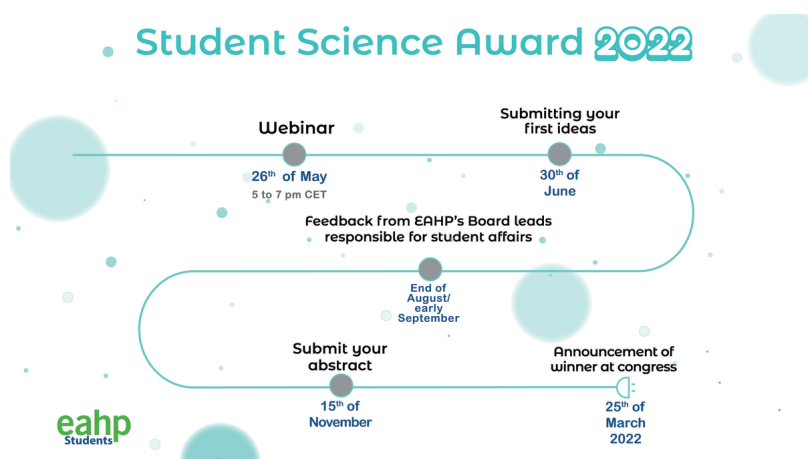 Student Science Award 2022
Webinar
26th of May
5 to 7 pm CET
Submitting your
first ideas
30th of
June
Feedback from EAHP's Board leads
responsible for student affairs
End of
August/
early
September
Submit your
abstract
15th of
November
Announcement of
winner at congress
25th of
March
2022
eahp
Students